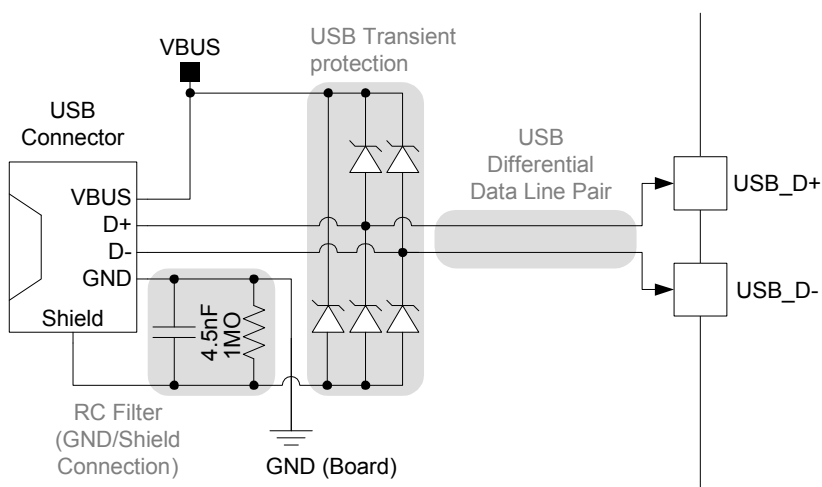 USB Transient
protection
VBUS
USB
Connector
USB
Differential
Data Line Pair
VBUS
D+
D-
GND
Shield
USB_D+
USB_D-
4.5nF
1MO
RC Filter
(GND/Shield
Connection)
GND (Board)